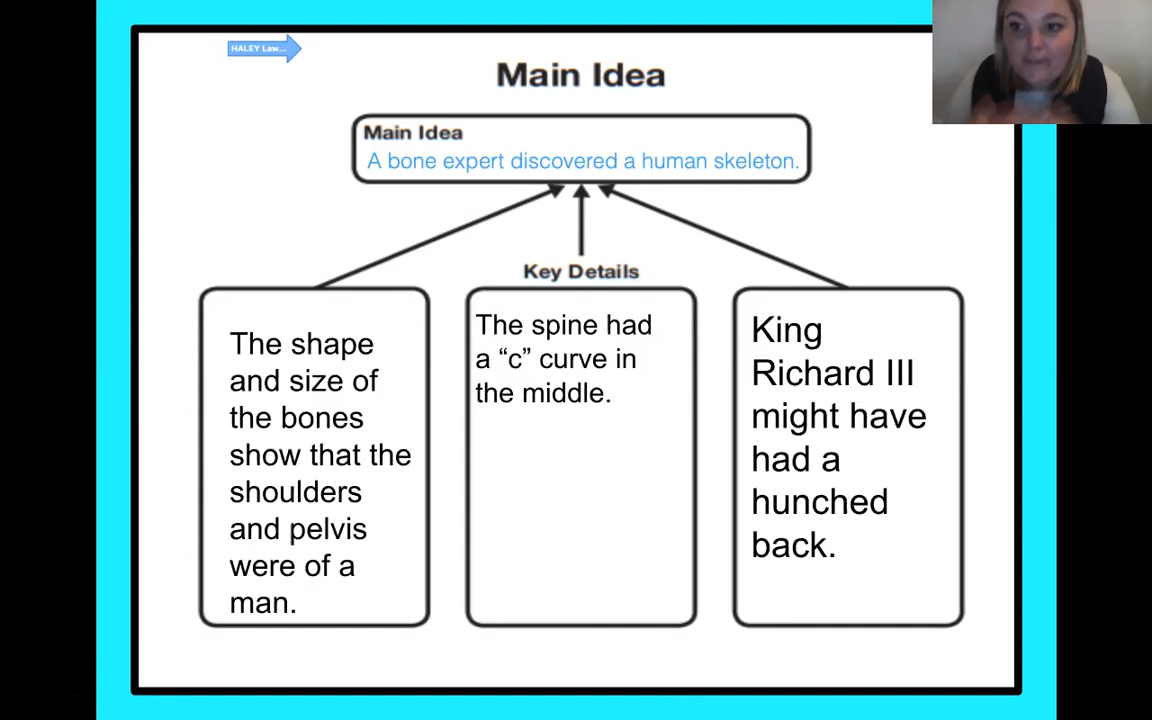 HALEY Law...
Main Idea
Main Idea
A bone expert discovered a human skeleton.
Key Details
The shape
and size of
the bones
show that the
shoulders
and pelvis
were of a
man.
The spine had
a “c” curve in
the middle.
King
Richard III
might have
had a
hunched
back.